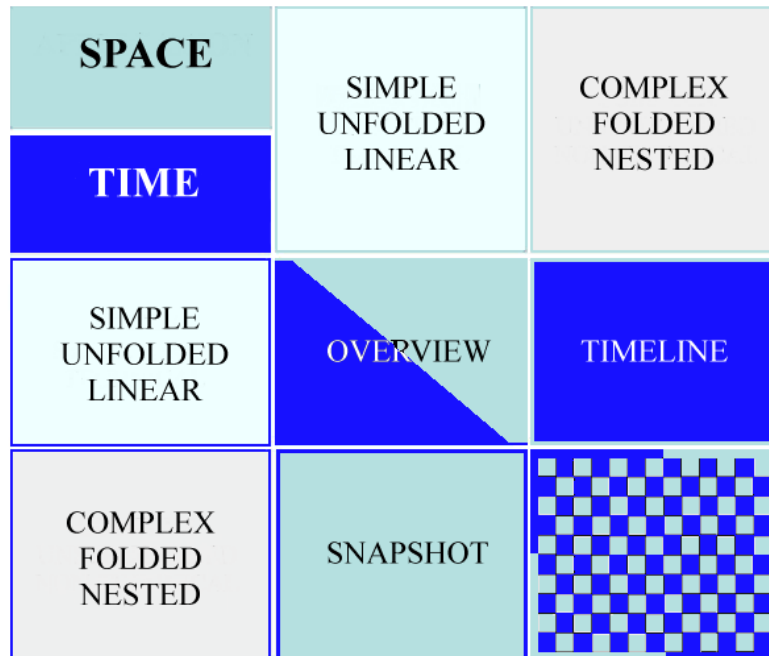 SPACE
TIME
SIMPLE
UNFOLDED
LINEAR
COMPLEX
FOLDED
NESTED
SIMPLE
UNFOLDED
LINEAR
OVERVIEW
TIMELINE
COMPLEX
FOLDED
NESTED
SNAPSHOT